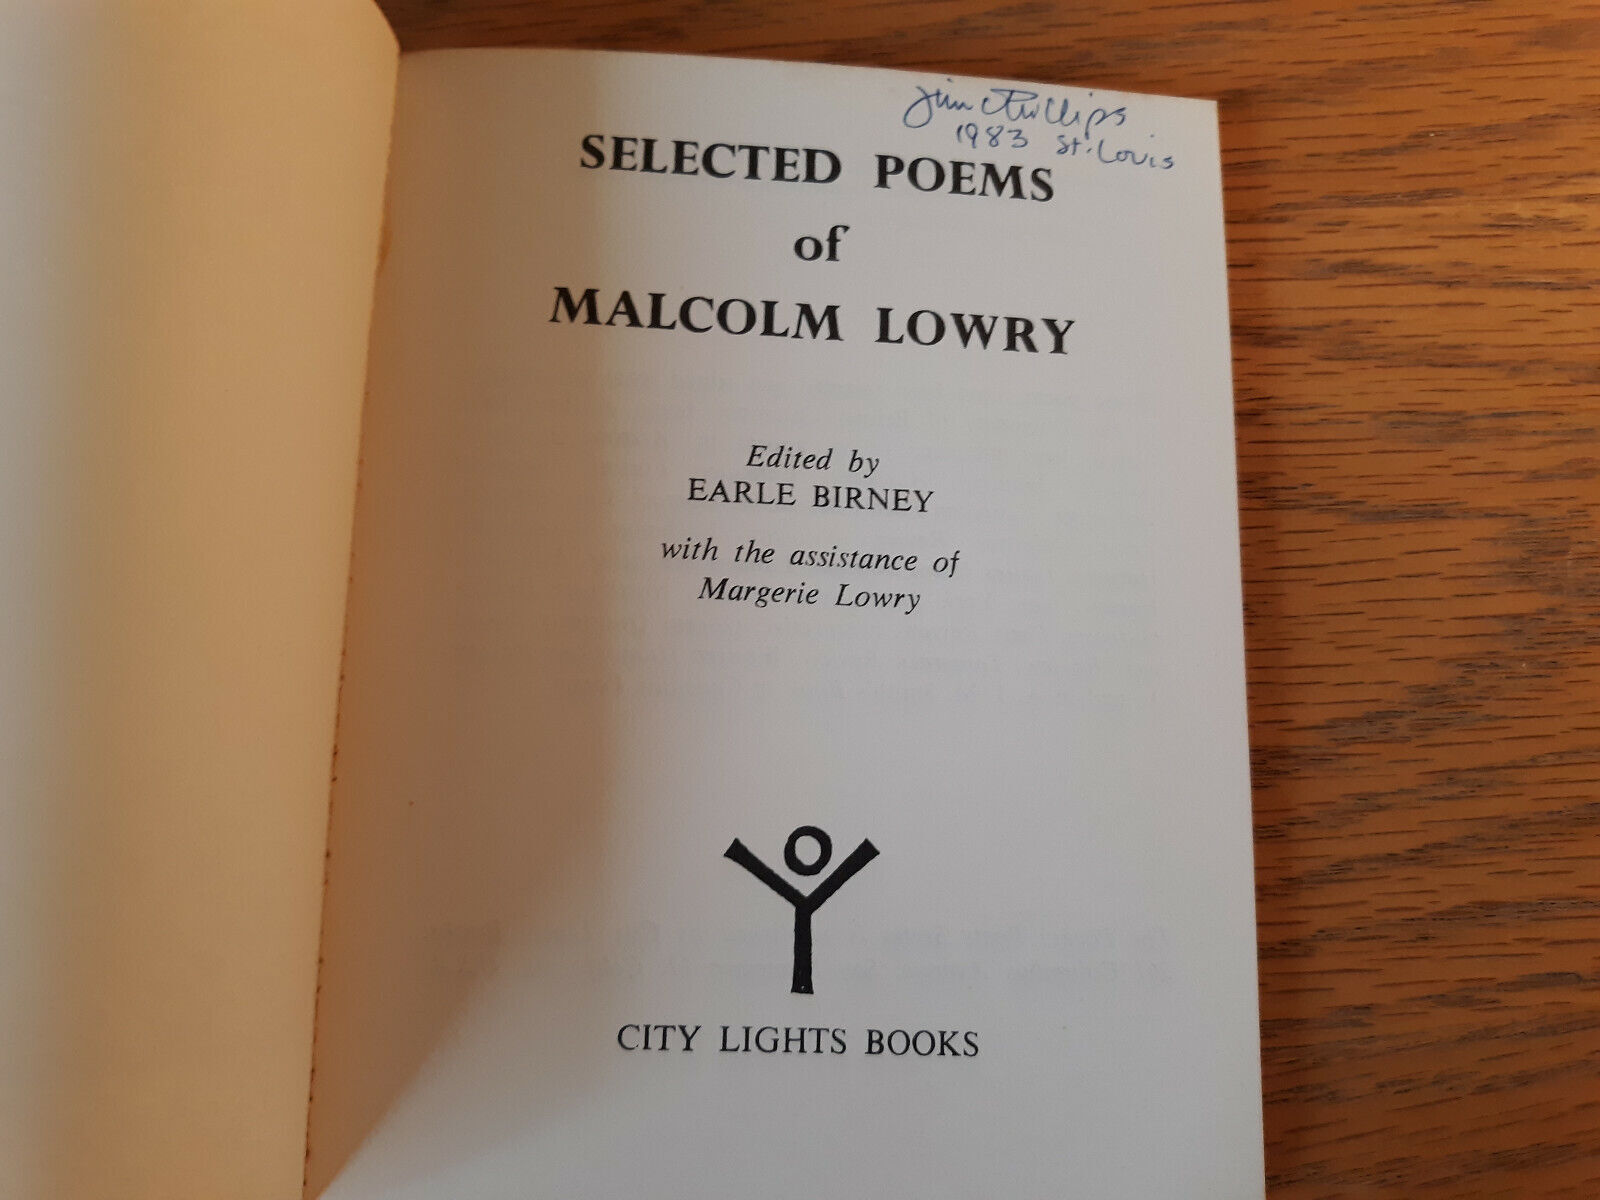 Jim Phillips
1983 St. Louis
SELECTED POEMS
of
MALCOLM LOWRY
Edited by
EARLE BIRNEY
with the assistance of
Margerie Lowry
CITY LIGHTS BOOKS